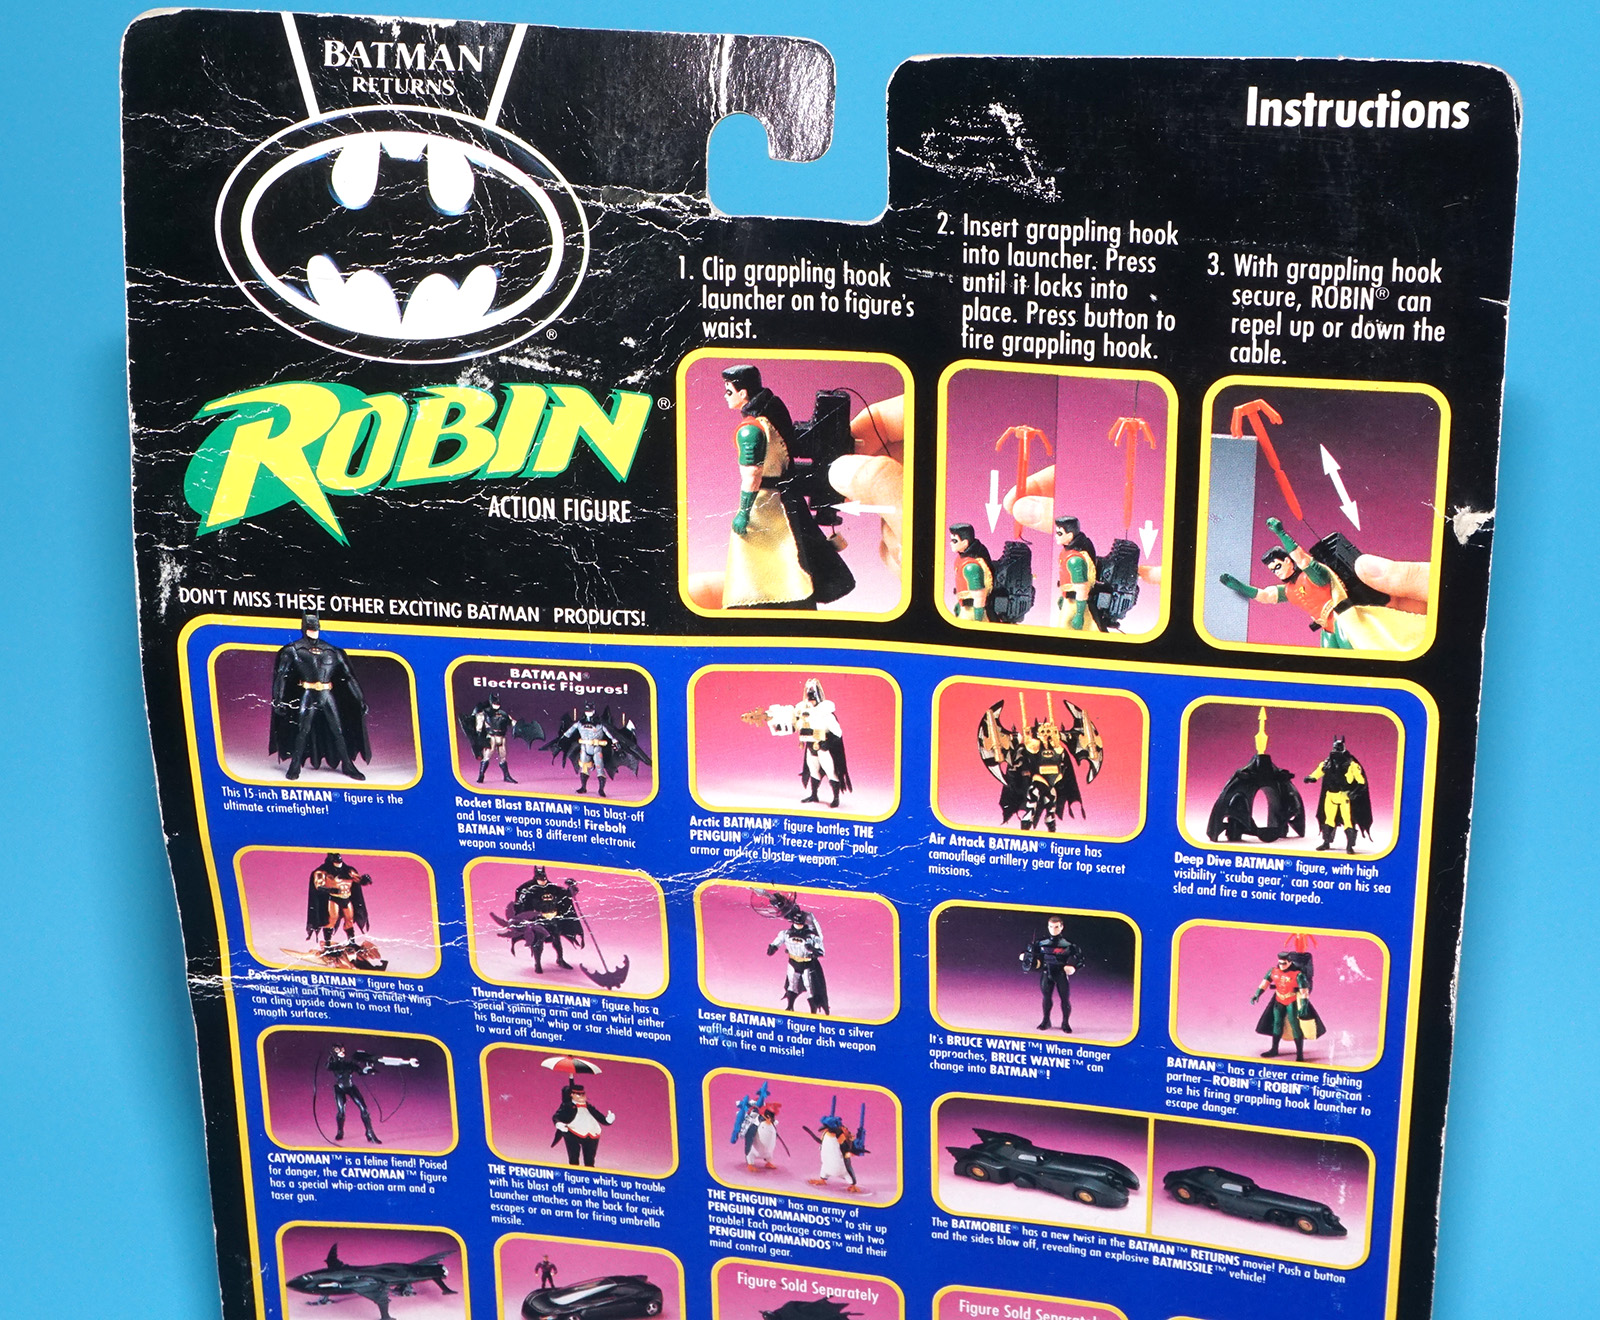 BATMAN
RETURNS
®
ROBIN®
ACTION FIGURE
Instructions
1. Clip grappling hook
launcher on to figure's
waist.
2. Insert grappling hook
into launcher. Press
until it locks into
place. Press button to
fire grappling hook.
3. With grappling hook
secure, ROBIN® can
repel up or down the
cable.
DON'T MISS THESE OTHER EXCITING BATMAN PRODUCTS!
This 15-inch BATMAN® figure is the
ultimate crimefighter!
BATMAN®
Electronic Figures!
Rocket Blast BATMAN® has blast-off
and laser weapon sounds! Firebolt
BATMAN® has 8 different electronic
weapon sounds!
Arctic BATMAN® figure battles THE
PENGUIN® with "freeze-proof" polar
armor and ice blaster weapon.
Air Attack BATMAN® figure has
camouflage artillery gear for top secret
missions.
Deep Dive BATMAN® figure, with high
visibility "scuba gear," can soar on his sea
sled and fire a sonic torpedo.
Powerwing BATMAN® figure has a
copper suit and firing wing vehicle! Wing
can cling upside down to most flat,
smooth surfaces.
Thunderwhip BATMAN® figure has a
special spinning arm and can whirl either
his Batarang™ whip or star shield weapon
to ward off danger.
Laser BATMAN® figure has a silver
waffled suit and a radar dish weapon
that can fire a missile!
It's BRUCE WAYNE™! When danger
approaches, BRUCE WAYNE™ can
change into BATMAN®!
BATMAN® has a clever crime fighting
partner—ROBIN®! ROBIN® figure can
use his firing grappling hook launcher to
escape danger.
CATWOMAN™ is a feline fiend! Poised
for danger, the CATWOMAN™ figure
has a special whip-action arm and a
taser gun.
THE PENGUIN® figure whirls up trouble
with his blast off umbrella launcher.
Launcher attaches on the back for quick
escapes or on arm for firing umbrella
missile.
THE PENGUIN® has an army of
PENGUIN COMMANDOS™ to stir up
trouble! Each package comes with two
PENGUIN COMMANDOS™ and their
mind control gear.
The BATMOBILE® has a new twist in the BATMAN™ RETURNS movie! Push a button
and the sides blow off, revealing an explosive BATMISSILE™ vehicle!
Figure Sold Separately
Figure Sold Separately